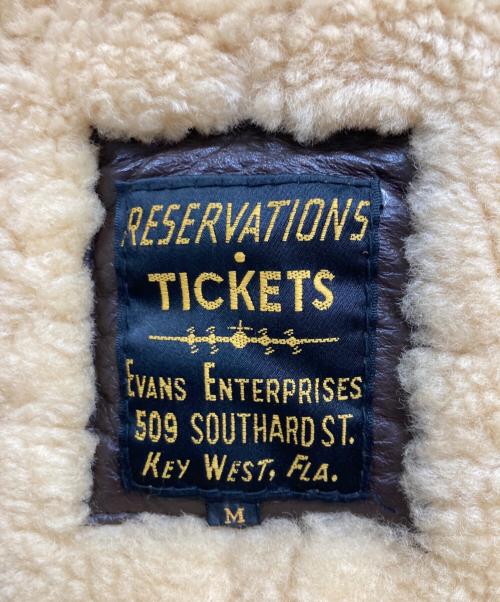 RESERVATIONS
•
TICKETS
EVANS ENTERPRISES
509 SOUTHARD ST.
KEY WEST, FLA.
M